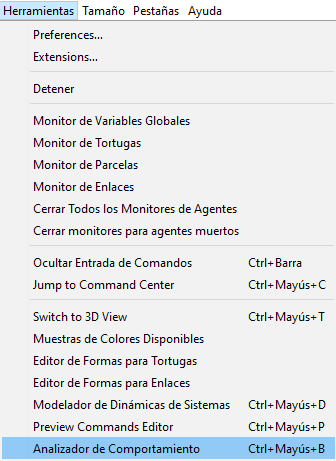 Herramientas Tamaño Pestañas Ayuda
Preferences...
Extensions...
Detener
Monitor de Variables Globales
Monitor de Tortugas
Monitor de Parcelas
Monitor de Enlaces
Cerrar Todos los Monitores de Agentes
Cerrar monitores para agentes muertos
Ocultar Entrada de Comandos Ctrl+Barra
Jump to Command Center Ctrl+Mayús+C
Switch to 3D View Ctrl+Mayús+T
Muestras de Colores Disponibles
Editor de Formas para Tortugas
Editor de Formas para Enlaces
Modelador de Dinámicas de Sistemas Ctrl+Mayús+D
Preview Commands Editor Ctrl+Mayús+P
Analizador de Comportamiento Ctrl+Mayús+B